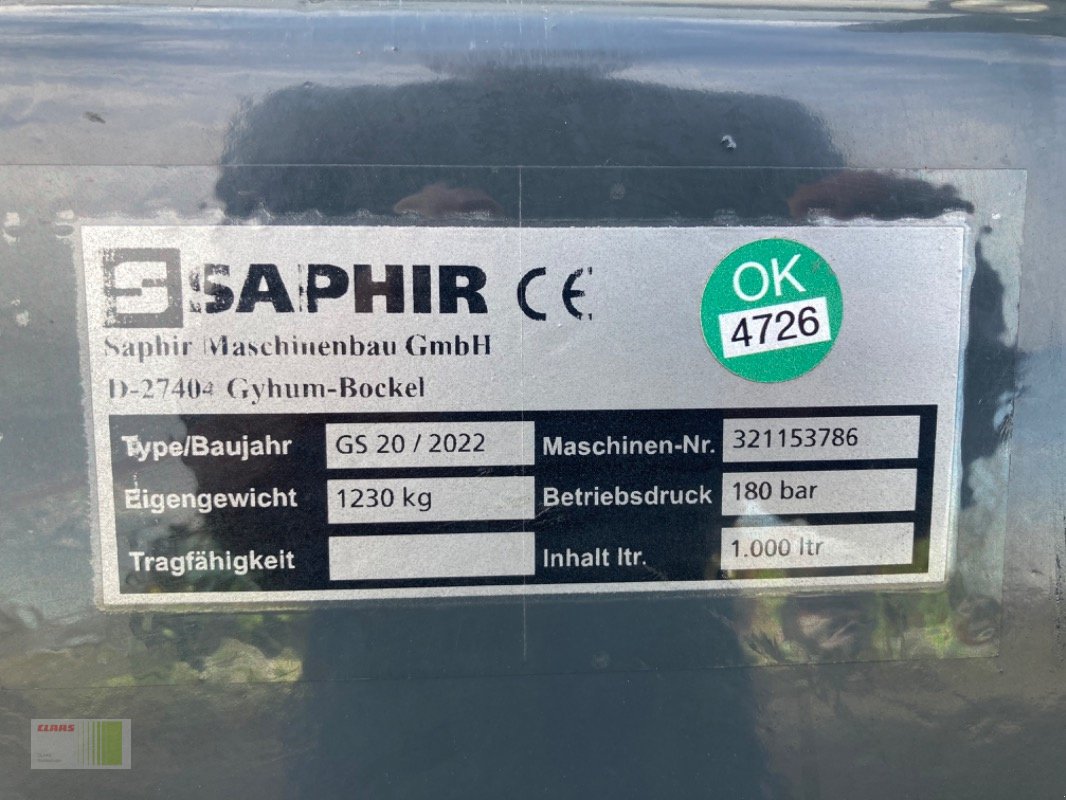 SAPHIR CE
Saphir Maschinenbau GmbH
D-27404 Gyhum-Bockel
OK
4726
Type/Baujahr GS 20 / 2022 Maschinen-Nr. 321153786
Eigengewicht 1230 kg Betriebsdruck 180 bar
Tragfähigkeit Inhalt ltr. 1.000 ltr
CLAAS